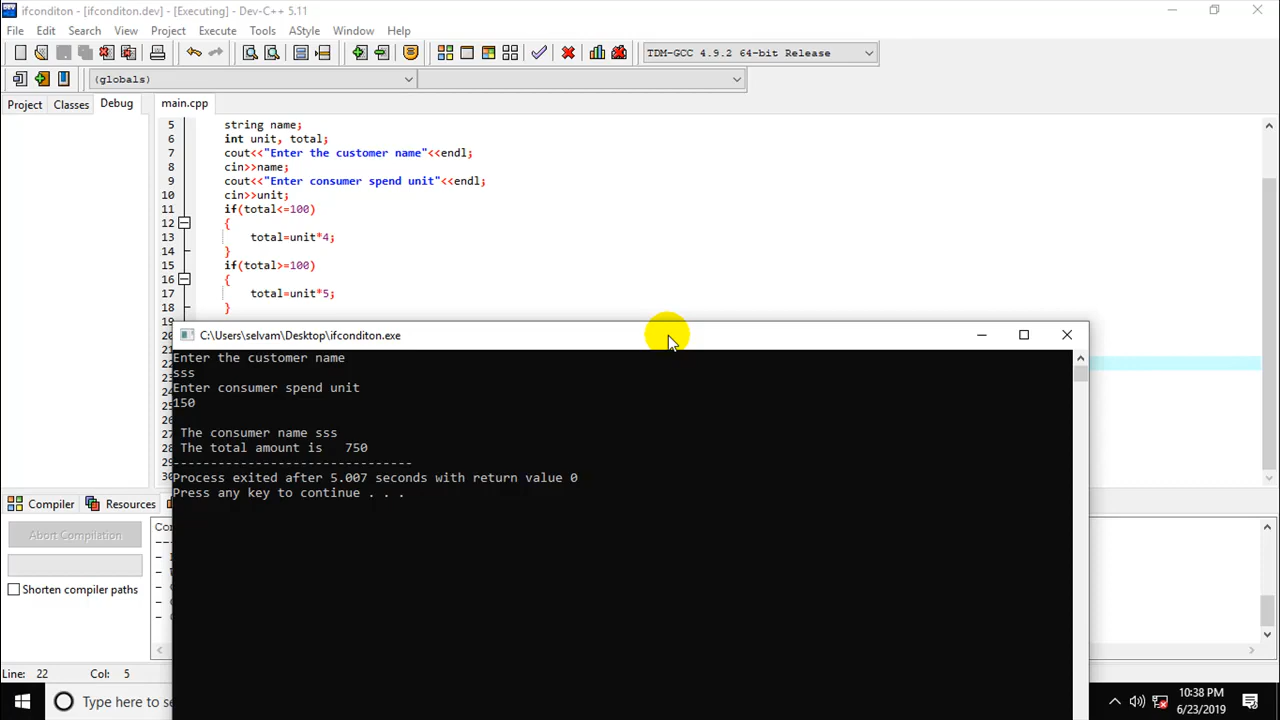 ifconditon - [ifconditon.dev] - [Executing] - Dev-C++ 5.11
File Edit Search View Project Execute Tools AStyle Window Help
TDM-GCC 4.9.2 64-bit Release
(globals)
Project Classes Debug main.cpp
5 string name;
6 int unit, total;
7 cout<<"Enter the customer name"<<endl;
8 cin>>name;
9 cout<<"Enter consumer spend unit"<<endl;
10 cin>>unit;
11 if(total<=100)
12 {
13 total=unit*4;
14 }
15 if(total>=100)
16 {
17 total=unit*5;
18 }
C:\Users\selvam\Desktop\ifconditon.exe
Enter the customer name
sss
Enter consumer spend unit
150
The consumer name sss
The total amount is 750
--------------------------------
Process exited after 5.007 seconds with return value 0
Press any key to continue . . .
Compiler Resources
Abort Compilation
Shorten compiler paths
Line: 22 Col: 5
Type here to se
10:38 PM
6/23/2019